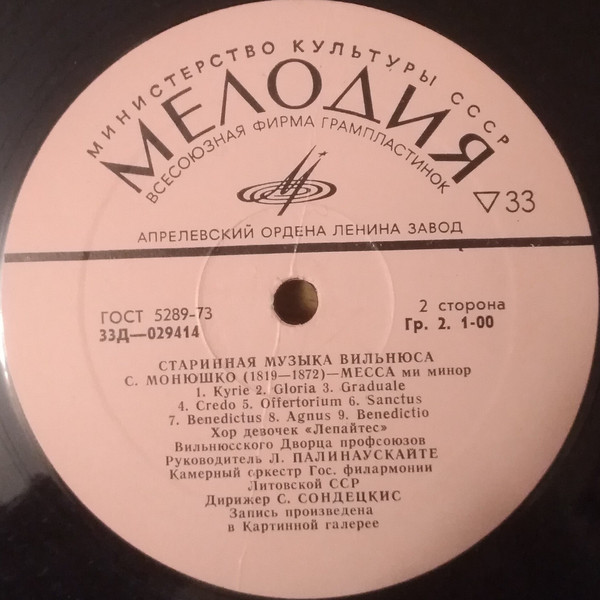 МИНИСТЕРСТВО КУЛЬТУРЫ СССР
МЕЛОДИЯ
ВСЕСОЮЗНАЯ ФИРМА ГРАМПЛАСТИНОК
33
АПРЕЛЕВСКИЙ ОРДЕНА ЛЕНИНА ЗАВОД
ГОСТ 5289-73
33Д—029414
2 сторона
Гр. 2. 1-00
СТАРИННАЯ МУЗЫКА ВИЛЬНЮСА
С. МОНЮШКО (1819—1872)—МЕССА ми минор
1. Kyrie 2. Gloria 3. Graduale
4. Credo 5. Offertorium 6. Sanctus
7. Benedictus 8. Agnus 9. Benedictio
Хор девочек «Лепайтес»
Вильнюсского Дворца профсоюзов
Руководитель Л. ПАЛИНАУСКАЙТЕ
Камерный оркестр Гос. филармонии
Литовской ССР
Дирижер С. СОНДЕЦКИС
Запись произведена
в Картинной галерее